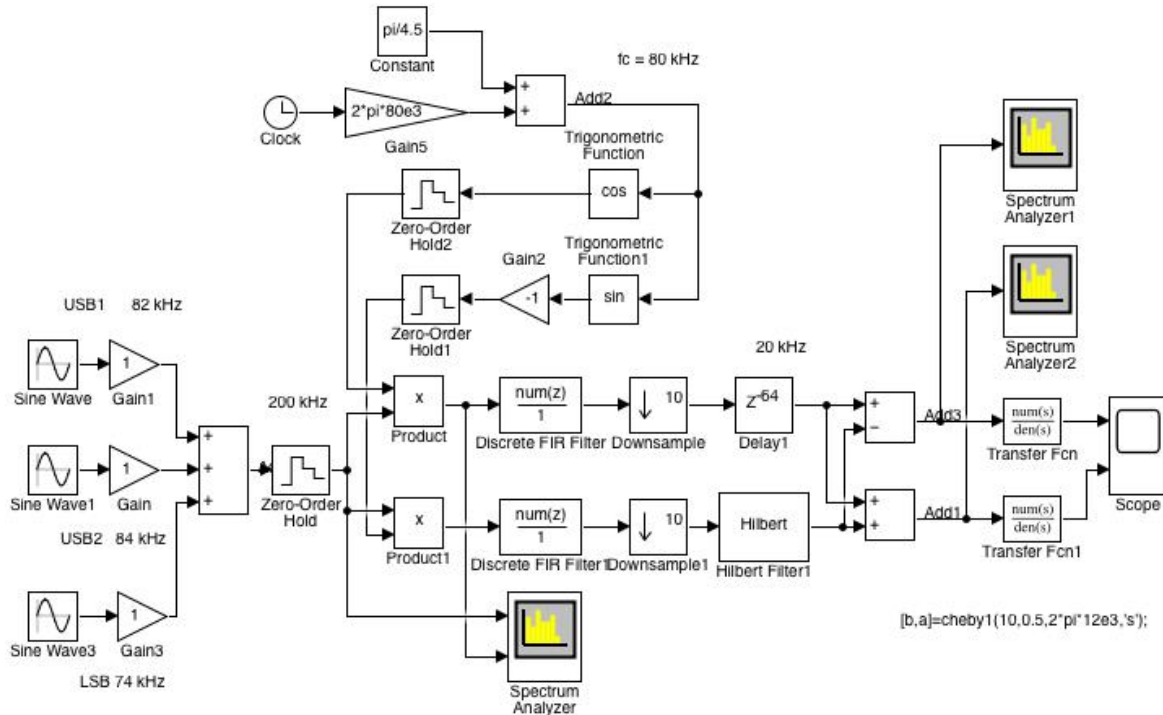 pi/4.5
Constant
fc = 80 kHz
+
+
Add2
2*pi*80e3
Clock
Gain5
Trigonometric
Function
cos
Zero-Order
Hold2
Trigonometric
Function1
Gain2
sin
-1
Zero-Order
Hold1
Spectrum
Analyzer1
Spectrum
Analyzer2
USB1 82 kHz
1
Sine Wave
Gain1
200 kHz
20 kHz
x
Product
num(z)
1
Discrete FIR Filter
10
Downsample
Z-64
Delay1
+
−
Add3
num(s)
den(s)
Transfer Fcn
Scope
+
+
+
1
Sine Wave1
Gain
Zero-Order
Hold
USB2 84 kHz
x
Product1
num(z)
1
Discrete FIR Filter1
10
Downsample1
Hilbert
Hilbert Filter1
+
+
Add1
num(s)
den(s)
Transfer Fcn1
1
Sine Wave3
Gain3
LSB 74 kHz
Spectrum
Analyzer
[b,a]=cheby1(10,0.5,2*pi*12e3,'s');